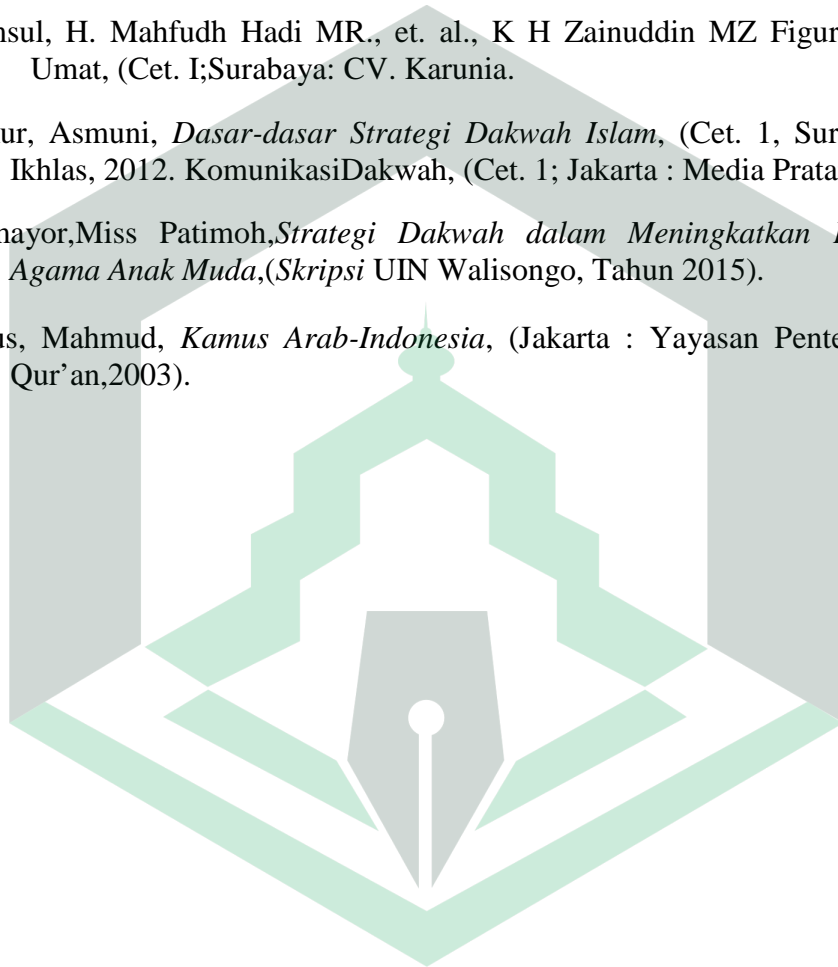 nsul, H. Mahfudh Hadi MR., et. al., K H Zainuddin MZ Figur
Umat, (Cet. I;Surabaya: CV. Karunia.
ur, Asmuni, Dasar-dasar Strategi Dakwah Islam, (Cet. 1, Sur
Ikhlas, 2012. KomunikasiDakwah, (Cet. 1; Jakarta : Media Prata
nayor,Miss Patimoh,Strategi Dakwah dalam Meningkatkan
Agama Anak Muda,(Skripsi UIN Walisongo, Tahun 2015).
us, Mahmud, Kamus Arab-Indonesia, (Jakarta : Yayasan Pente
Qur’an,2003).